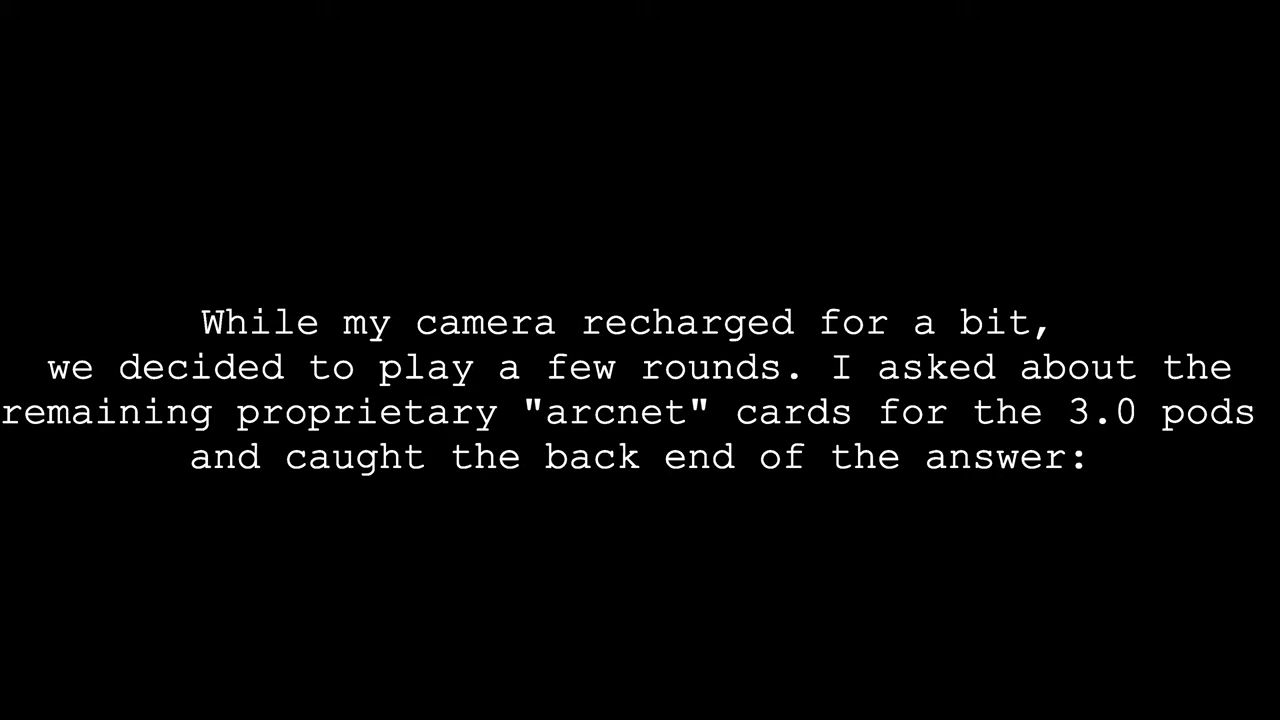 While my camera recharged for a bit,
we decided to play a few rounds. I asked about the
remaining proprietary "arcnet" cards for the 3.0 pods
and caught the back end of the answer: